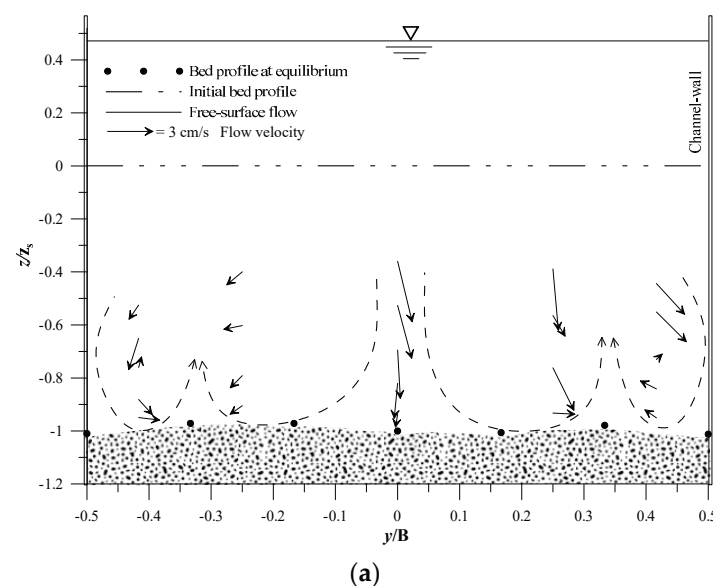 0.4
0.2
0
-0.2
-0.4
-0.6
-0.8
-1
-1.2
z/zs
Bed profile at equilibrium
Initial bed profile
Free-surface flow
= 3 cm/s Flow velocity
Channel-wall
-0.5 -0.4 -0.3 -0.2 -0.1 0 0.1 0.2 0.3 0.4 0.5
y/B
(a)